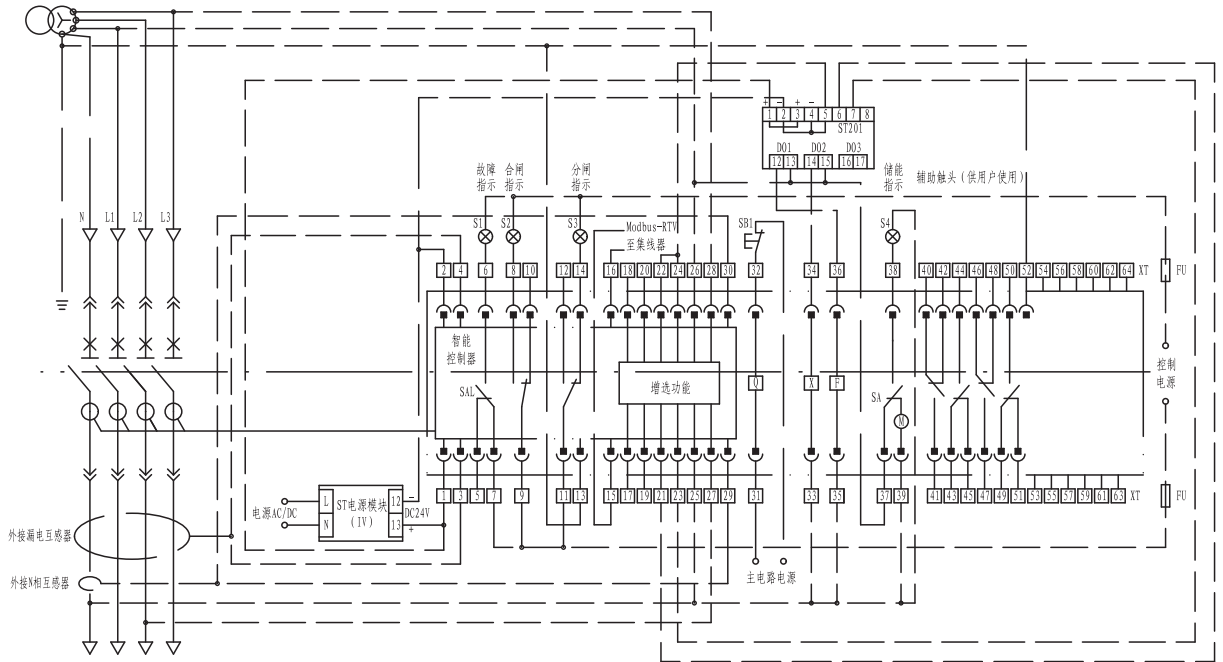 + - + -
1 2 3 4 5 6 7 8
ST201
DO1 DO2 DO3
12 13 14 15 16 17
故障
指示
合闸
指示
分闸
指示
储能
指示
辅助触头(供用户使用)
N L1 L2 L3
S1 S2 S3
Modbus-RTV
至集线器
SB1
S4
2 4 6 8 10 12 14 16 18 20 22 24 26 28 30 32 34 36 38 40 42 44 46 48 50 52 54 56 58 60 62 64 XT
FU
智能
控制器
增选功能
SAL
Q X F
SA
M
控制
电源
1 3 5 7 9 11 13 15 17 19 21 23 25 27 29 31 33 35 37 39 41 43 45 47 49 51 53 55 57 59 61 63 XT
FU
电源AC/DC
L
N
ST电源模块
(IV)
12
13
-
DC24V
+
外接漏电互感器
外接N相互感器
主电路电源